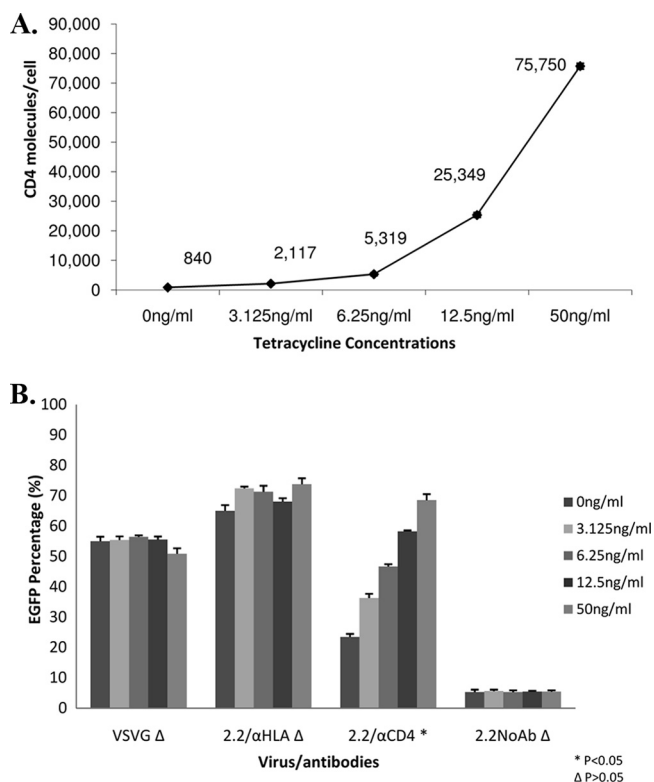 A.
CD4 molecules/cell
90,000
80,000
70,000
60,000
50,000
40,000
30,000
20,000
10,000
0
840
2,117
5,319
25,349
75,750
0ng/ml 3.125ng/ml 6.25ng/ml 12.5ng/ml 50ng/ml
Tetracycline Concentrations
B.
EGFP Percentage (%)
100
90
80
70
60
50
40
30
20
10
0
VSVG Δ 2.2/αHLA Δ 2.2/αCD4 * 2.2NoAb Δ
Virus/antibodies
0ng/ml
3.125ng/ml
6.25ng/ml
12.5ng/ml
50ng/ml
* P<0.05
Δ P>0.05